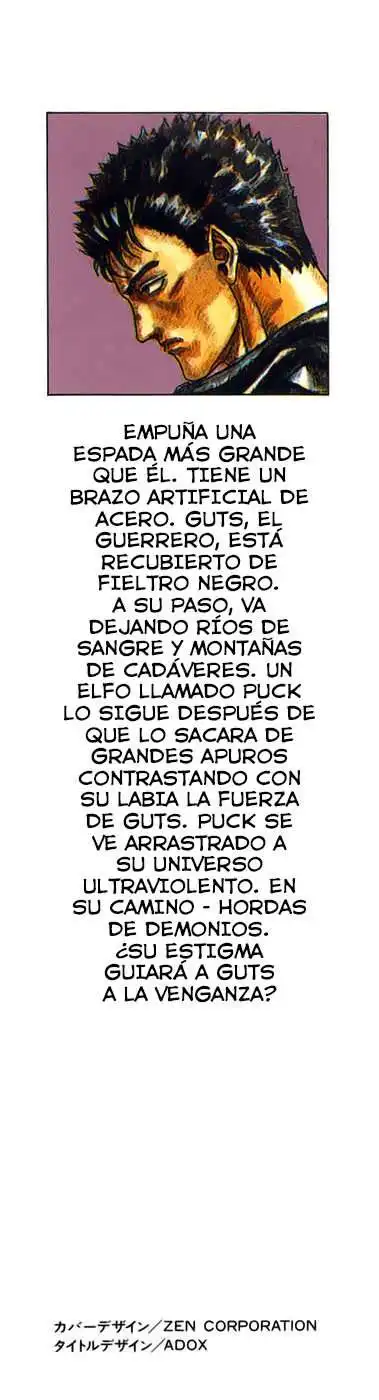 EMPUÑA UNA
ESPADA MÁS GRANDE
QUE ÉL. TIENE UN
BRAZO ARTIFICIAL DE
ACERO. GUTS, EL
GUERRERO, ESTÁ
RECUBIERTO DE
FIELTRO NEGRO.
A SU PASO, VA
DEJANDO RÍOS DE
SANGRE Y MONTAÑAS
DE CADÁVERES. UN
ELFO LLAMADO PUCK
LO SIGUE DESPUÉS DE
QUE LO SACARA DE
GRANDES APUROS
CONTRASTANDO CON
SU LABIA LA FUERZA
DE GUTS. PUCK SE
VE ARRASTRADO A
SU UNIVERSO
ULTRAVIOLENTO. EN
SU CAMINO - HORDAS
DE DEMONIOS.
¿SU ESTIGMA
GUIARÁ A GUTS
A LA VENGANZA?
カバーデザイン/ZEN CORPORATION
タイトルデザイン/ADOX